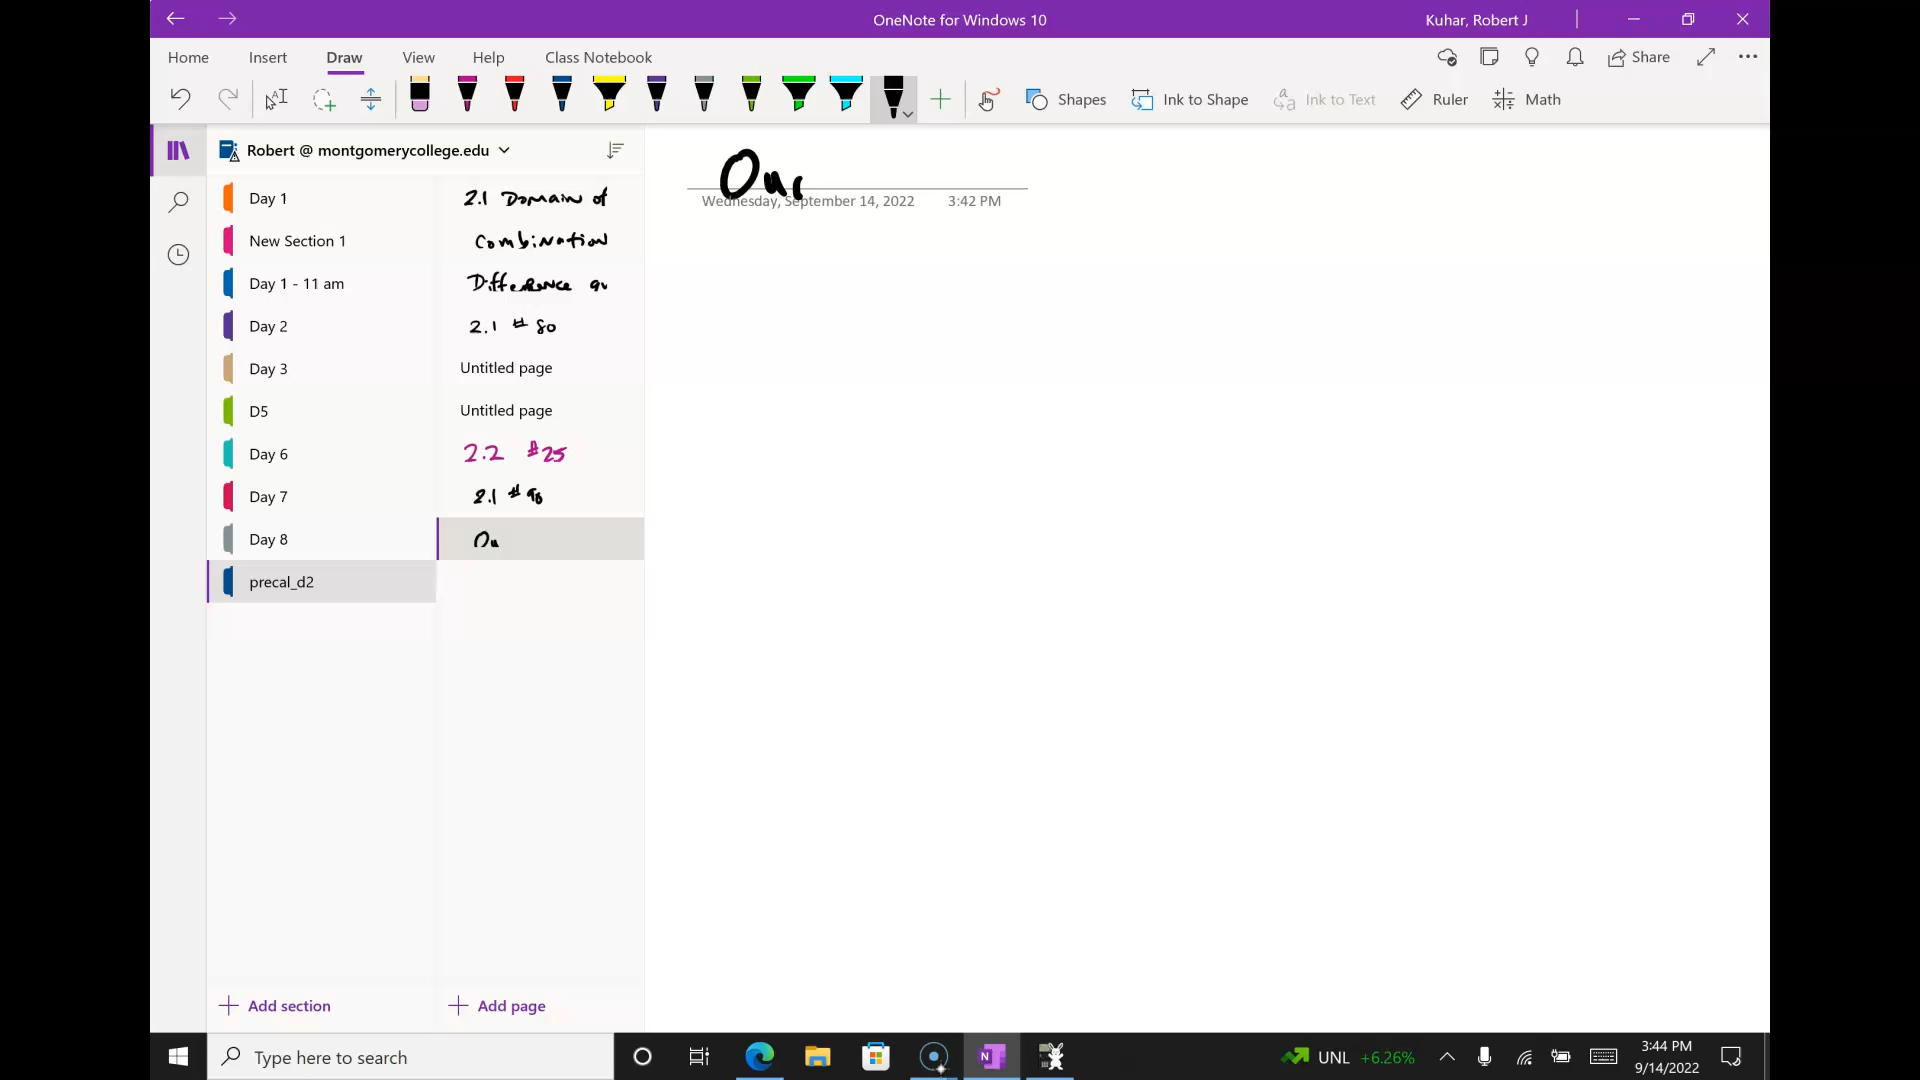 OneNote for Windows 10
Kuhar, Robert J
Home Insert Draw View Help Class Notebook
Share
Shapes Ink to Shape Ink to Text Ruler Math
Robert @ montgomerycollege.edu
Day 1
New Section 1
Day 1 - 11 am
Day 2
Day 3
D5
Day 6
Day 7
Day 8
precal_d2
Add section
2.1 Domain of
Combination
Difference qu
2.1 # 80
Untitled page
Untitled page
2.2 #25
2.1 #
Ou
Add page
Wednesday, September 14, 2022 3:42 PM
Type here to search
UNL +6.26%
3:44 PM
9/14/2022